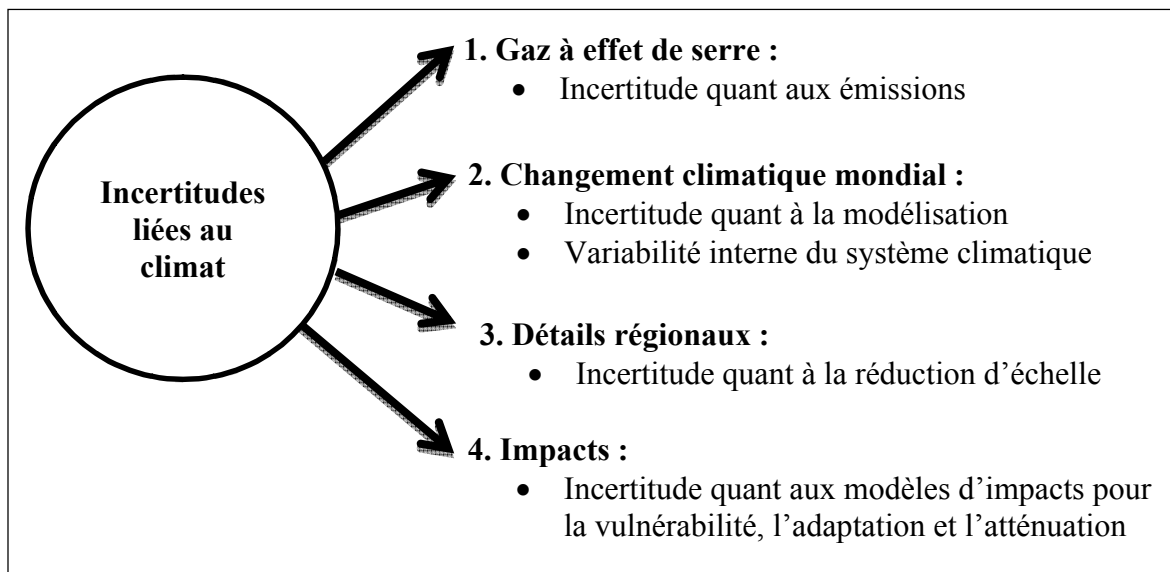 Incertitudes
liées au
climat
1. Gaz à effet de serre :
• Incertitude quant aux émissions
2. Changement climatique mondial :
• Incertitude quant à la modélisation
• Variabilité interne du système climatique
3. Détails régionaux :
• Incertitude quant à la réduction d’échelle
4. Impacts :
• Incertitude quant aux modèles d’impacts pour
la vulnérabilité, l’adaptation et l’atténuation